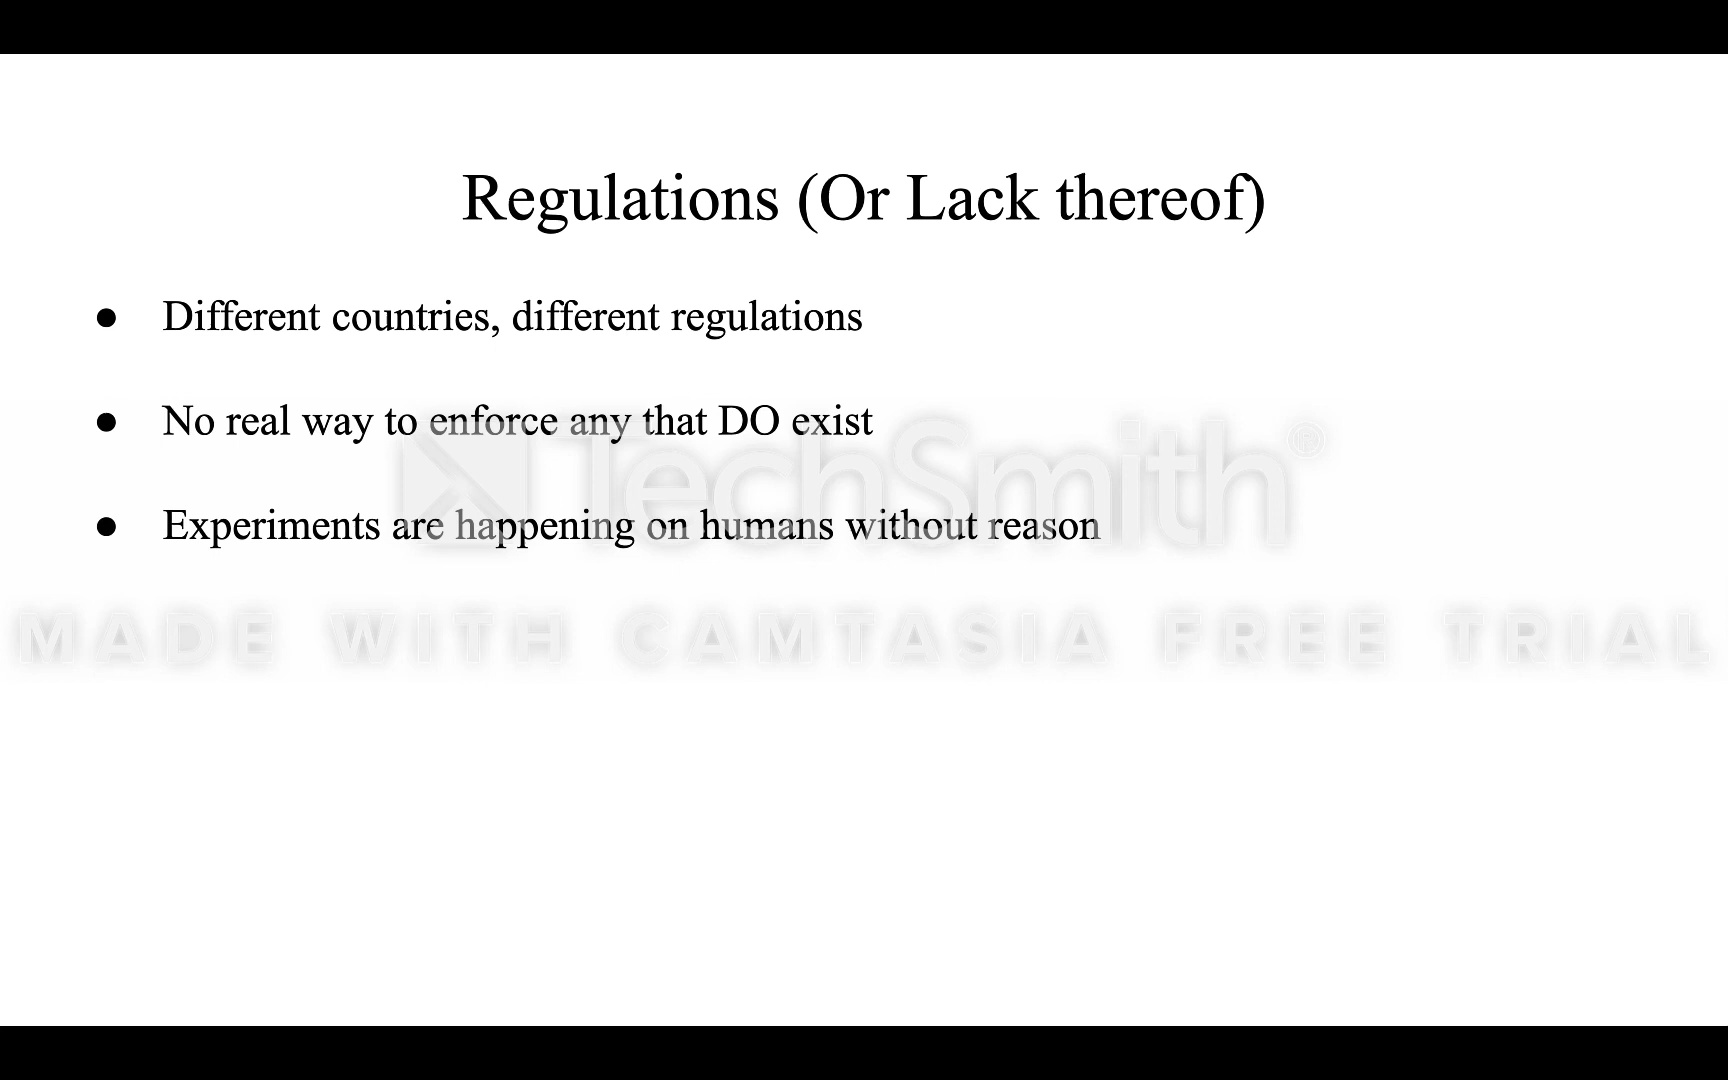 Regulations (Or Lack thereof)
● Different countries, different regulations
● No real way to enforce any that DO exist
● Experiments are happening on humans without reason
TechSmith®
MADE WITH CAMTASIA FREE TRIAL